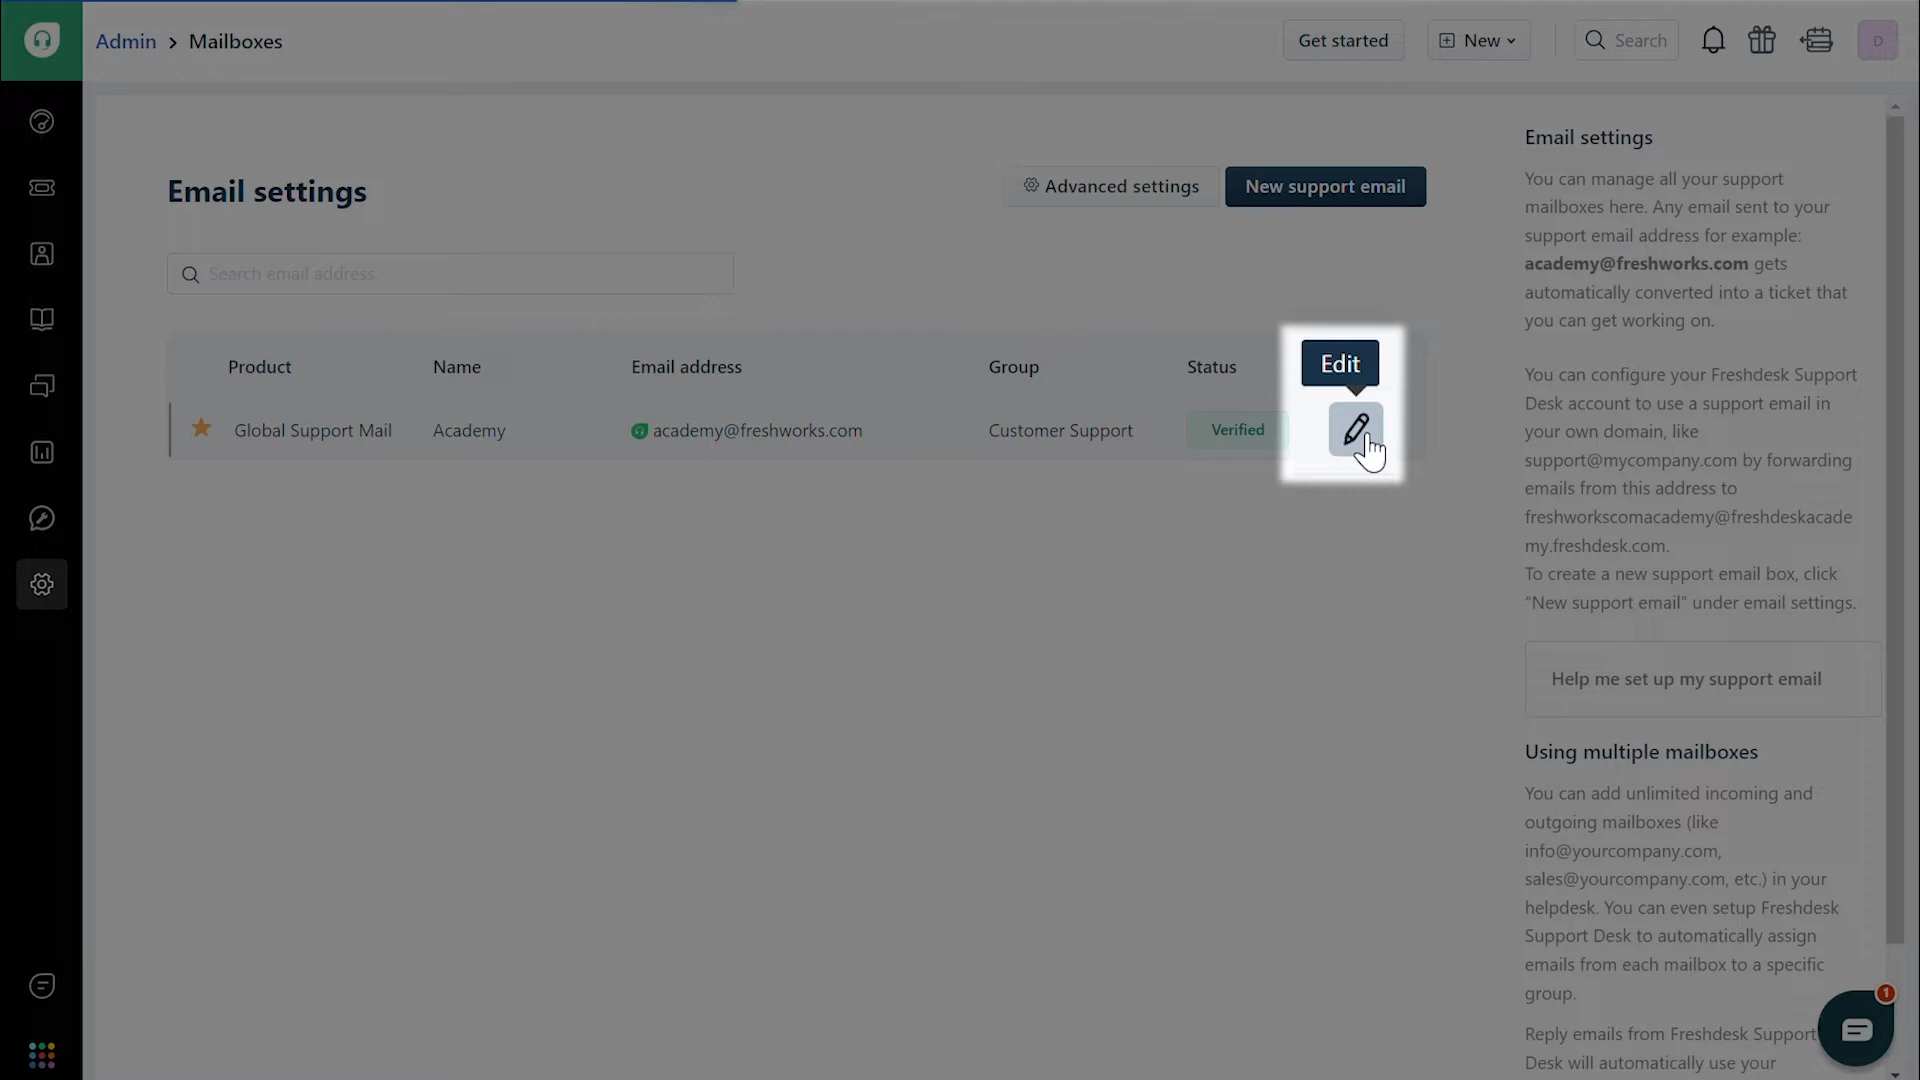 Admin > Mailboxes
Get started
New
Search
D
Email settings
Advanced settings
New support email
Search email address
Product Name Email address Group Status
Edit
Global Support Mail Academy academy@freshworks.com Customer Support Verified
Email settings
You can manage all your support
mailboxes here. Any email sent to your
support email address for example:
academy@freshworks.com gets
automatically converted into a ticket that
you can get working on.
You can configure your Freshdesk Support
Desk account to use a support email in
your own domain, like
support@mycompany.com by forwarding
emails from this address to
freshworkscomacademy@freshdeskacade
my.freshdesk.com.
To create a new support email box, click
“New support email” under email settings.
Help me set up my support email
Using multiple mailboxes
You can add unlimited incoming and
outgoing mailboxes (like
info@yourcompany.com,
sales@yourcompany.com, etc.) in your
helpdesk. You can even setup Freshdesk
Support Desk to automatically assign
emails from each mailbox to a specific
group.
1
Reply emails from Freshdesk Support
Desk will automatically use your